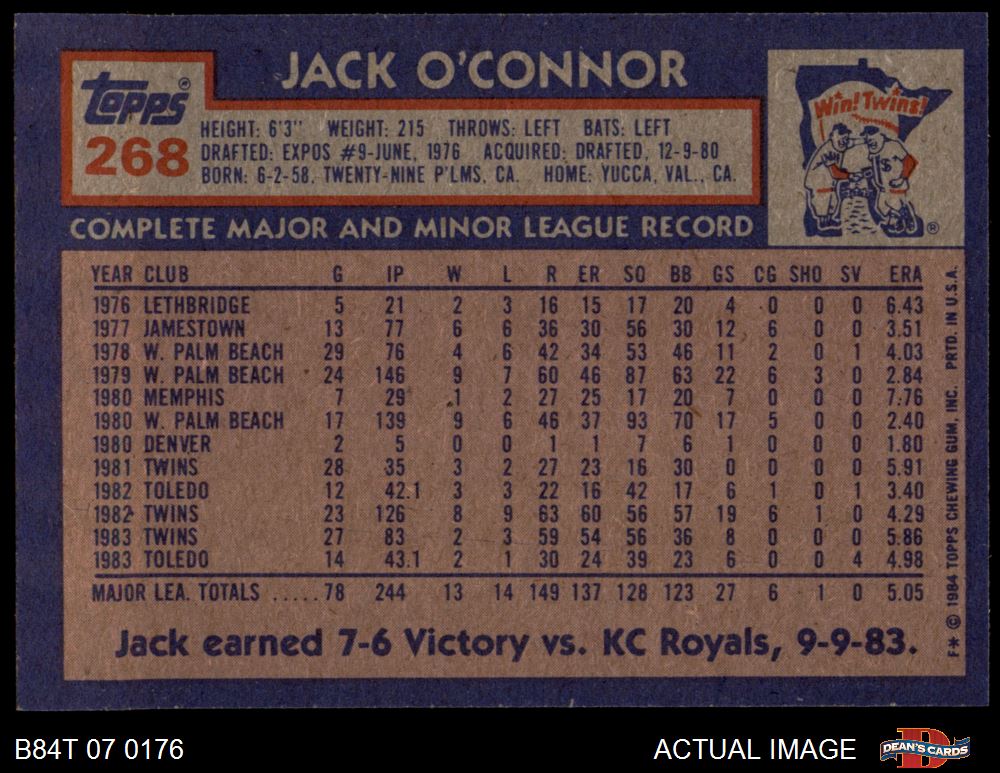 JACK O'CONNOR
Topps®
268
HEIGHT: 6'3" WEIGHT: 215 THROWS: LEFT BATS: LEFT
DRAFTED: EXPOS #9-JUNE, 1976 ACQUIRED: DRAFTED, 12-9-80
BORN: 6-2-58, TWENTY-NINE P'LMS, CA. HOME: YUCCA, VAL., CA.
Win! Twins!
®
COMPLETE MAJOR AND MINOR LEAGUE RECORD
YEAR CLUB G IP W L R ER SO BB GS CG SHO SV ERA
1976 LETHBRIDGE 5 21 2 3 16 15 17 20 4 0 0 0 6.43
1977 JAMESTOWN 13 77 6 6 36 30 56 30 12 6 0 0 3.51
1978 W. PALM BEACH 29 76 4 6 42 34 53 46 11 2 0 1 4.03
1979 W. PALM BEACH 24 146 9 7 60 46 87 63 22 6 3 0 2.84
1980 MEMPHIS 7 29 1 2 27 25 17 20 7 0 0 0 7.76
1980 W. PALM BEACH 17 139 9 6 46 37 93 70 17 5 0 0 2.40
1980 DENVER 2 5 0 0 1 1 7 6 1 0 0 0 1.80
1981 TWINS 28 35 3 2 27 23 16 30 0 0 0 0 5.91
1982 TOLEDO 12 42.1 3 3 22 16 42 17 6 1 0 1 3.40
1982 TWINS 23 126 8 9 63 60 56 57 19 6 1 0 4.29
1983 TWINS 27 83 2 3 59 54 56 36 8 0 0 0 5.86
1983 TOLEDO 14 43.1 2 1 30 24 39 23 6 0 0 4 4.98
MAJOR LEA. TOTALS .....78 244 13 14 149 137 128 123 27 6 1 0 5.05
Jack earned 7-6 Victory vs. KC Royals, 9-9-83.
F* © 1984 TOPPS CHEWING GUM, INC. PRTD. IN U.S.A.
B84T 07 0176
ACTUAL IMAGE
DEAN'S CARDS